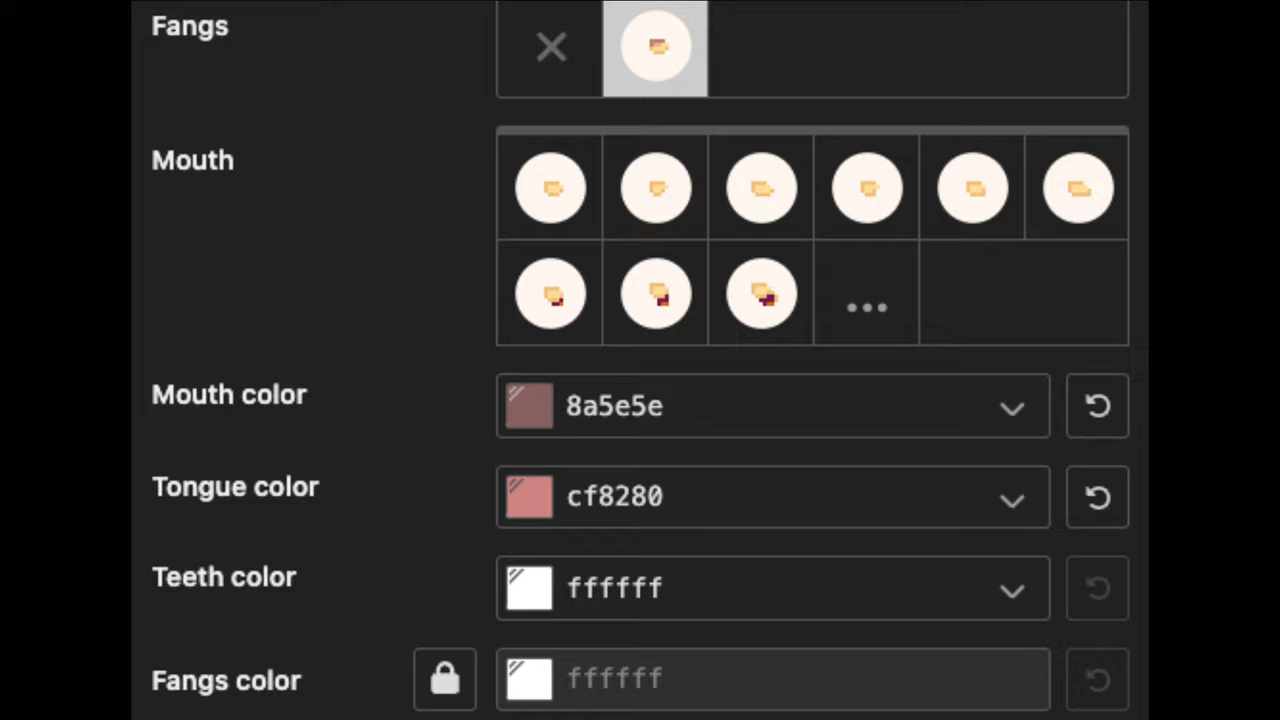 Fangs
Mouth
Mouth color
8a5e5e
Tongue color
cf8280
Teeth color
ffffff
Fangs color
ffffff